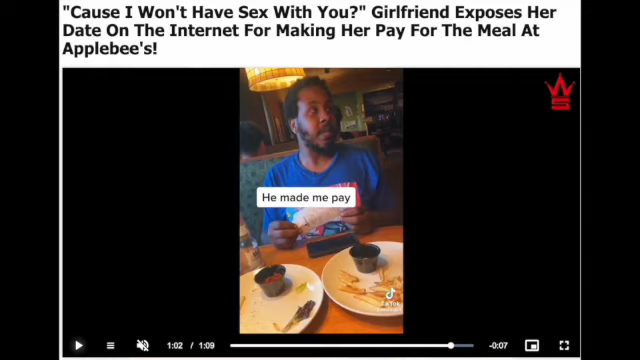 "Cause I Won't Have Sex With You?" Girlfriend Exposes Her
Date On The Internet For Making Her Pay For The Meal At
Applebee's!
He made me pay
TikTok
1:02 / 1:09
-0:07